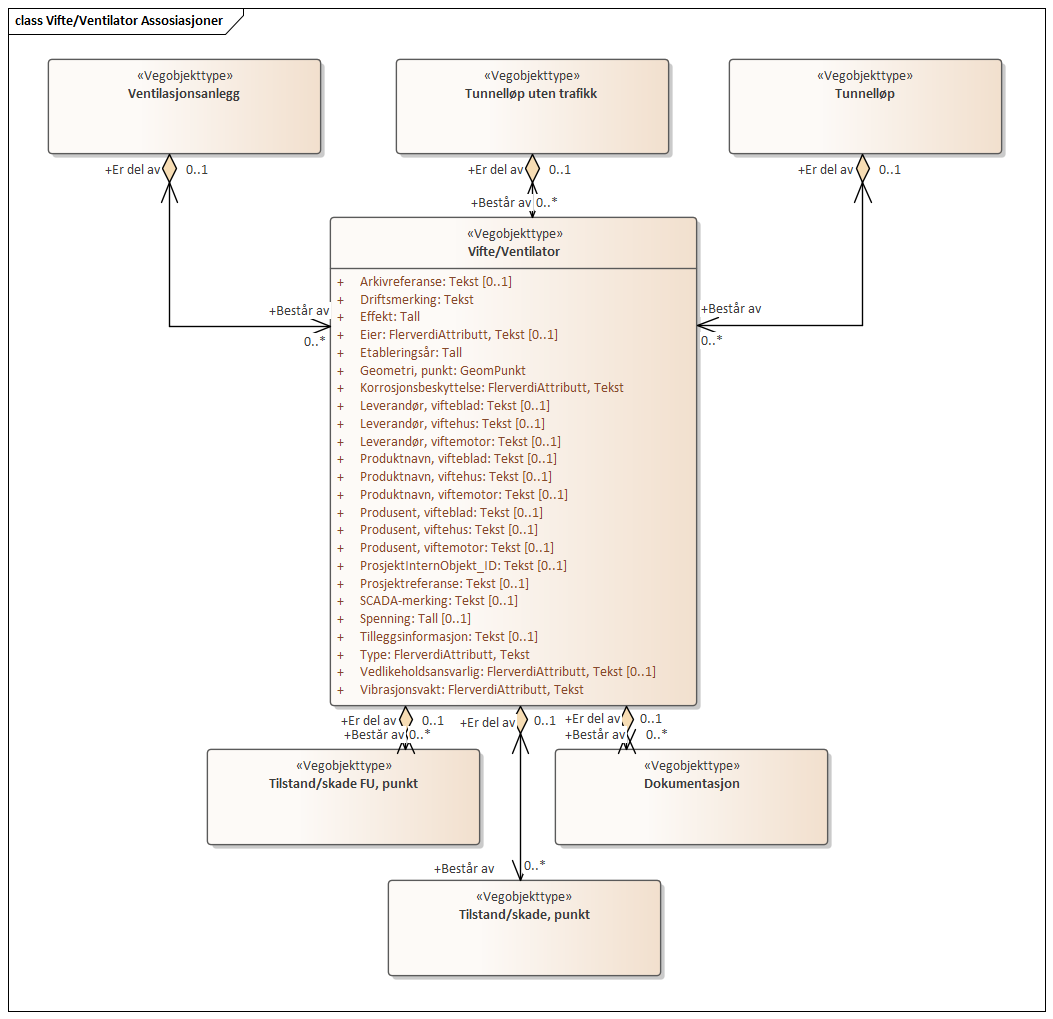 class Vifte/Ventilator Assosiasjoner
«Vegobjekttype»
Ventilasjonsanlegg
«Vegobjekttype»
Tunnelløp uten trafikk
«Vegobjekttype»
Tunnelløp
+Er del av 0..1
+Er del av 0..1
+Er del av 0..1
+Består av 0..*
+Består av
0..*
+Består av
0..*
«Vegobjekttype»
Vifte/Ventilator
+ Arkivreferanse: Tekst [0..1]
+ Driftsmerking: Tekst
+ Effekt: Tall
+ Eier: FlerverdiAttributt, Tekst [0..1]
+ Etableringsår: Tall
+ Geometri, punkt: GeomPunkt
+ Korrosjonsbeskyttelse: FlerverdiAttributt, Tekst
+ Leverandør, vifteblad: Tekst [0..1]
+ Leverandør, viftehus: Tekst [0..1]
+ Leverandør, viftemotor: Tekst [0..1]
+ Produktnavn, vifteblad: Tekst [0..1]
+ Produktnavn, viftehus: Tekst [0..1]
+ Produktnavn, viftemotor: Tekst [0..1]
+ Produsent, vifteblad: Tekst [0..1]
+ Produsent, viftehus: Tekst [0..1]
+ Produsent, viftemotor: Tekst [0..1]
+ ProsjektInternObjekt_ID: Tekst [0..1]
+ Prosjektreferanse: Tekst [0..1]
+ SCADA-merking: Tekst [0..1]
+ Spenning: Tall [0..1]
+ Tilleggsinformasjon: Tekst [0..1]
+ Type: FlerverdiAttributt, Tekst
+ Vedlikeholdsansvarlig: FlerverdiAttributt, Tekst [0..1]
+ Vibrasjonsvakt: FlerverdiAttributt, Tekst
+Er del av 0..1
+Består av 0..*
+Er del av 0..1
+Er del av 0..1
+Består av 0..*
«Vegobjekttype»
Tilstand/skade FU, punkt
«Vegobjekttype»
Dokumentasjon
+Består av 0..*
«Vegobjekttype»
Tilstand/skade, punkt